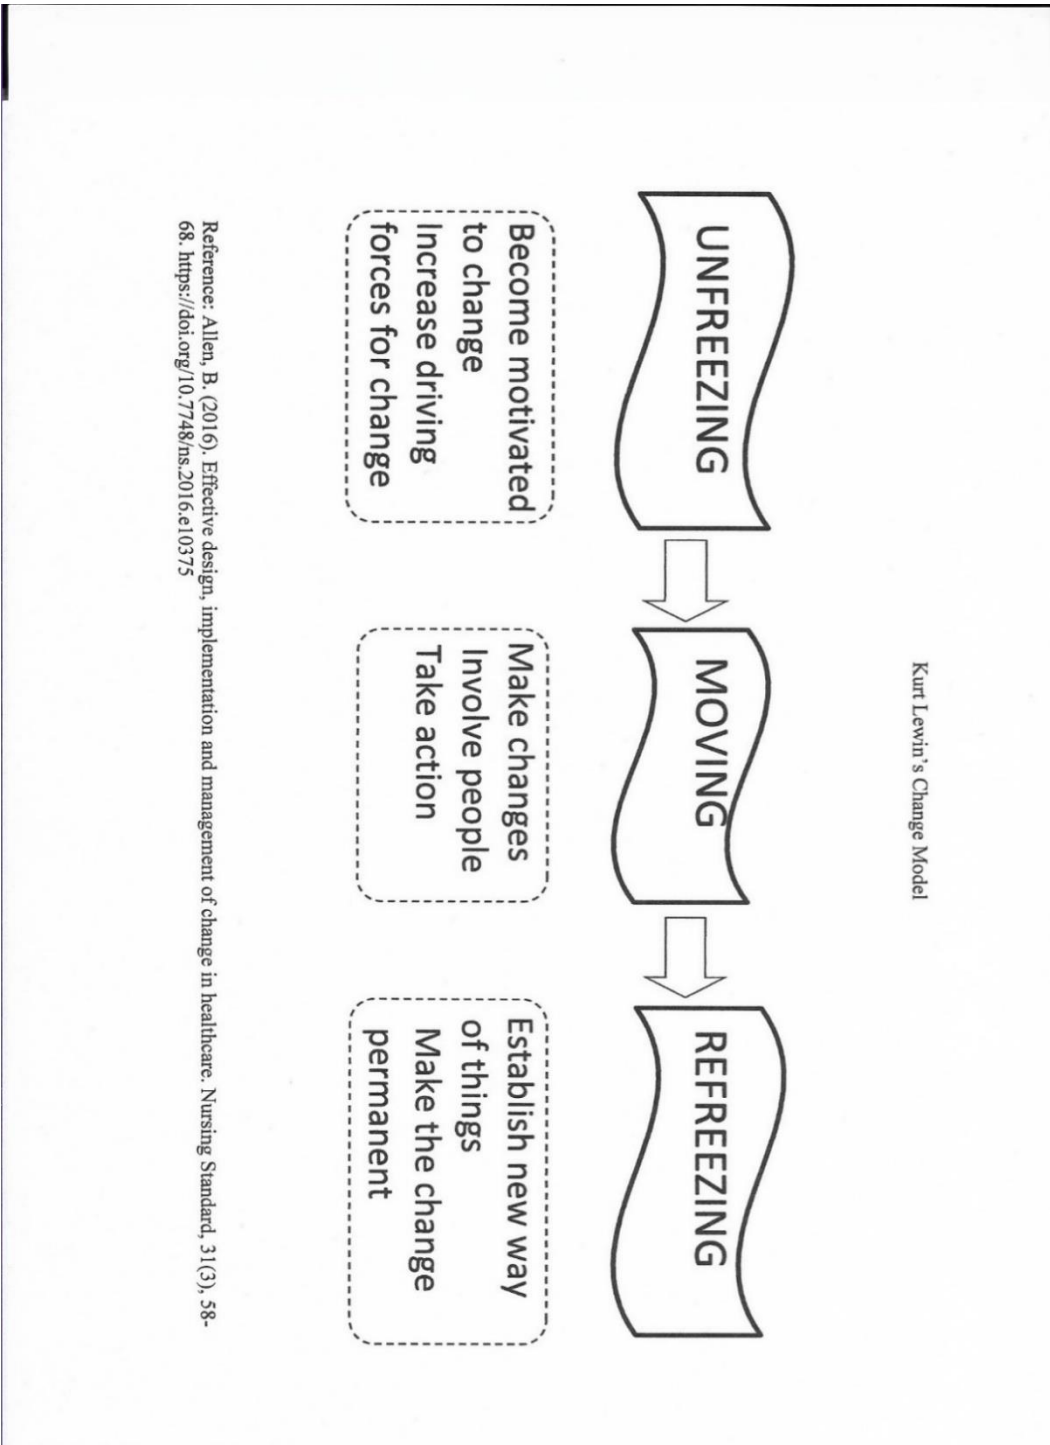 Kurt Lewin's Change Model
UNFREEZING
MOVING
REFREEZING
Become motivated
to change
Increase driving
forces for change
Make changes
Involve people
Take action
Establish new way
of things
Make the change
permanent
Reference: Allen, B. (2016). Effective design, implementation and management of change in healthcare. Nursing Standard, 31(3), 58-
68. https://doi.org/10.7748/ns.2016.e10375